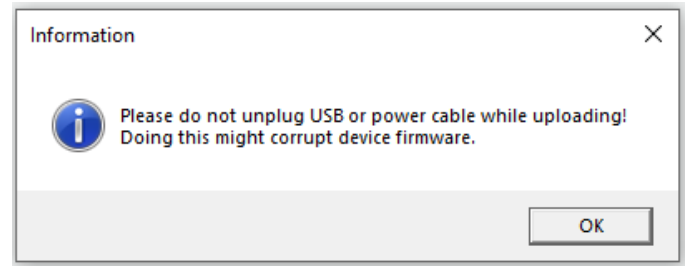 Information
Please do not unplug USB or power cable while uploading!
Doing this might corrupt device firmware.
OK